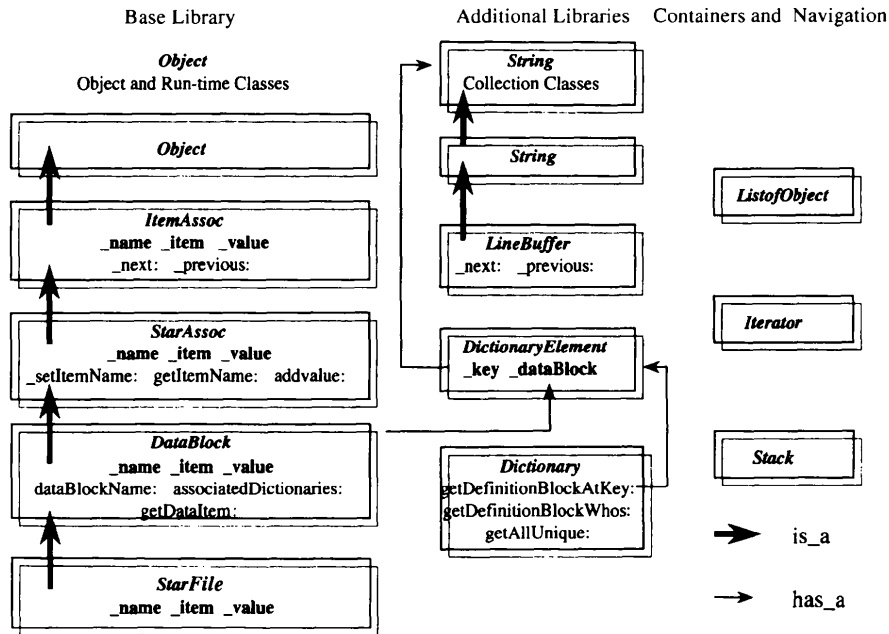 Base Library
Object
Object and Run-time Classes
Object
ItemAssoc
_name _item _value
_next: _previous:
StarAssoc
_name _item _value
_setItemName: getItemName: addvalue:
DataBlock
_name _item _value
dataBlockName: associatedDictionaries:
getDataItem:
StarFile
_name _item _value
Additional Libraries
String
Collection Classes
String
LineBuffer
_next: _previous:
DictionaryElement
_key _dataBlock
Dictionary
getDefinitionBlockAtKey:
getDefinitionBlockWhos:
getAllUnique:
Containers and Navigation
ListofObject
Iterator
Stack
is_a
has_a